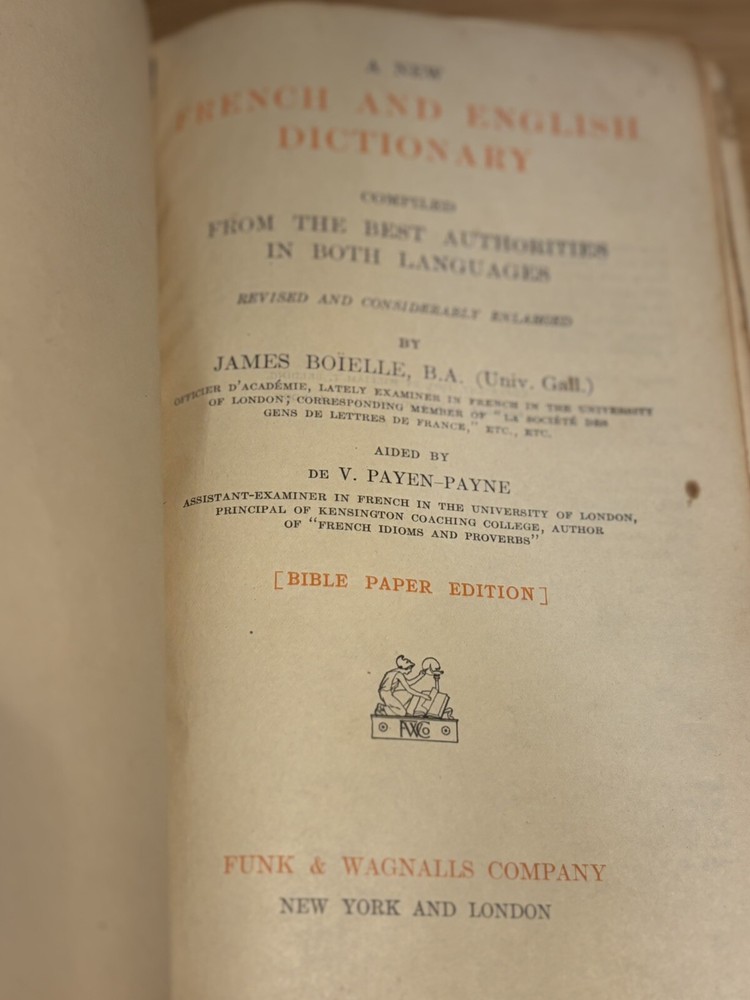 A NEW
FRENCH AND ENGLISH
DICTIONARY
COMPILED
FROM THE BEST AUTHORITIES
IN BOTH LANGUAGES
REVISED AND CONSIDERABLY ENLARGED
BY
JAMES BOÏELLE, B.A. (Univ. Gall.)
OFFICIER D'ACADÉMIE, LATELY EXAMINER IN FRENCH IN THE UNIVERSITY
OF LONDON; CORRESPONDING MEMBER OF "LA SOCIÉTÉ DES
GENS DE LETTRES DE FRANCE," ETC., ETC.
AIDED BY
DE V. PAYEN-PAYNE
ASSISTANT-EXAMINER IN FRENCH IN THE UNIVERSITY OF LONDON,
PRINCIPAL OF KENSINGTON COACHING COLLEGE, AUTHOR
OF "FRENCH IDIOMS AND PROVERBS"
[BIBLE PAPER EDITION]
FWCo
FUNK & WAGNALLS COMPANY
NEW YORK AND LONDON